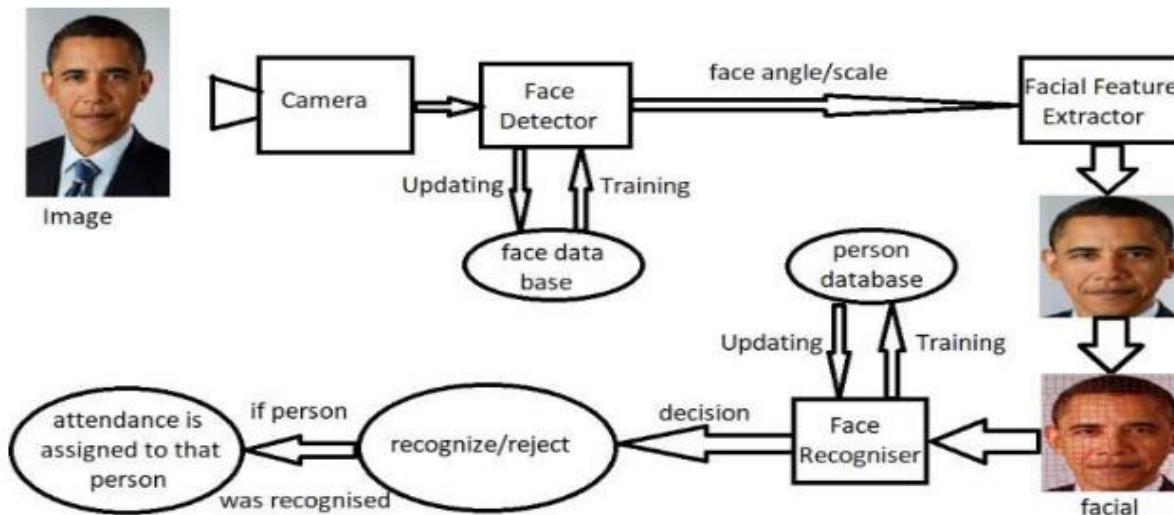 Image
Camera
Face
Detector
face angle/scale
Facial Feature
Extractor
Updating
Training
face data
base
person
database
Updating
Training
facial
Face
Recogniser
decision
recognize/reject
if person
was recognised
attendance is
assigned to that
person